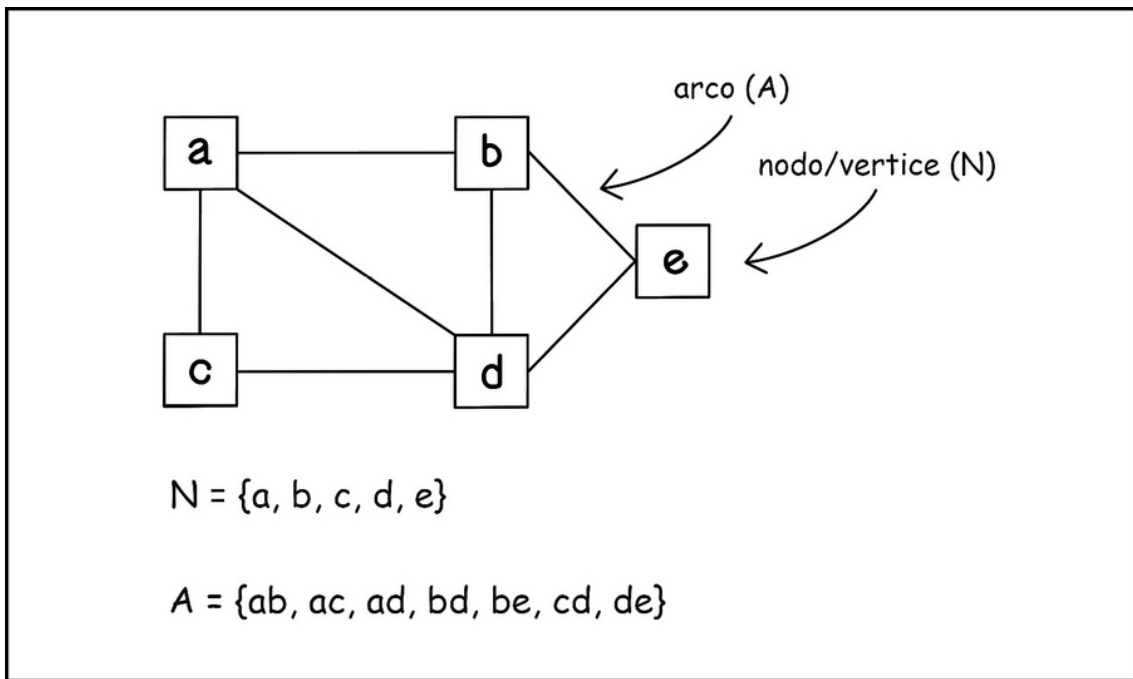 arco (A)
a
b
nodo/vertice (N)
e
c
d
N = {a, b, c, d, e}
A = {ab, ac, ad, bd, be, cd, de}